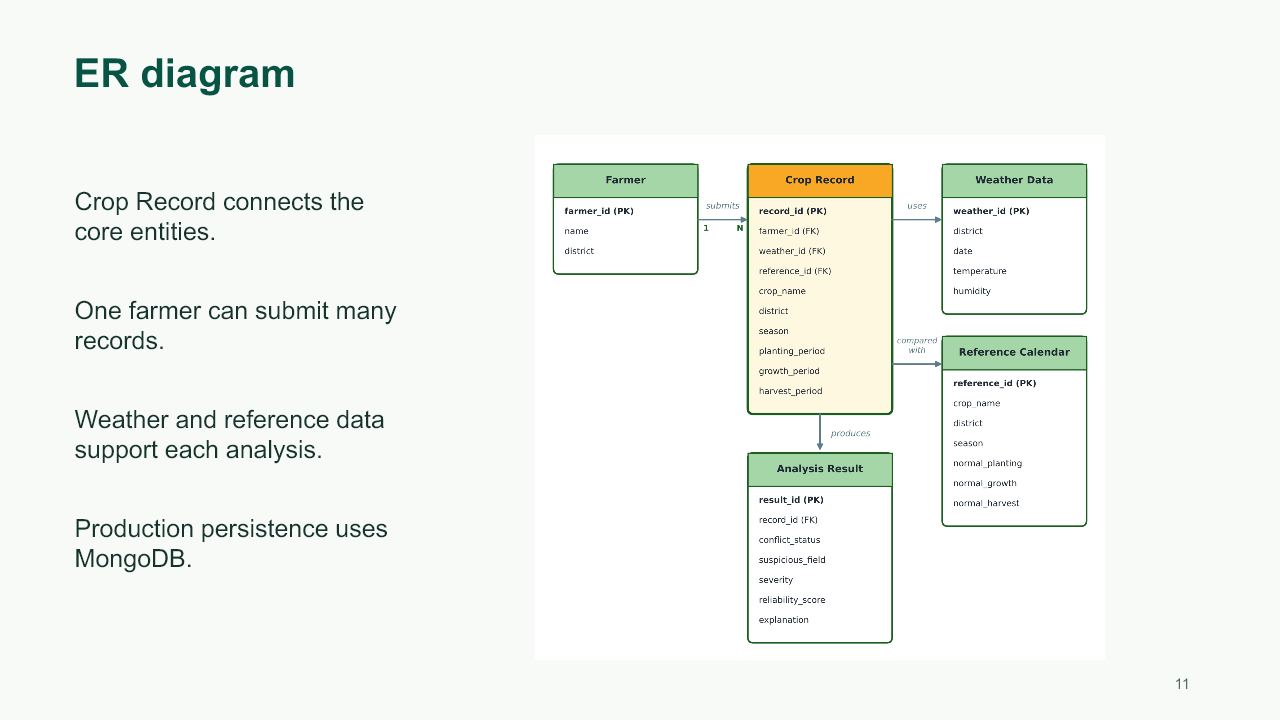 ER diagram
Crop Record connects the
core entities.
One farmer can submit many
records.
Weather and reference data
support each analysis.
Production persistence uses
MongoDB.
Farmer
farmer_id (PK)
name
district
submits
1
N
Crop Record
record_id (PK)
farmer_id (FK)
weather_id (FK)
reference_id (FK)
crop_name
district
season
planting_period
growth_period
harvest_period
uses
Weather Data
weather_id (PK)
district
date
temperature
humidity
compared
with
Reference Calendar
reference_id (PK)
crop_name
district
season
normal_planting
normal_growth
normal_harvest
produces
Analysis Result
result_id (PK)
record_id (FK)
conflict_status
suspicious_field
severity
reliability_score
explanation
11